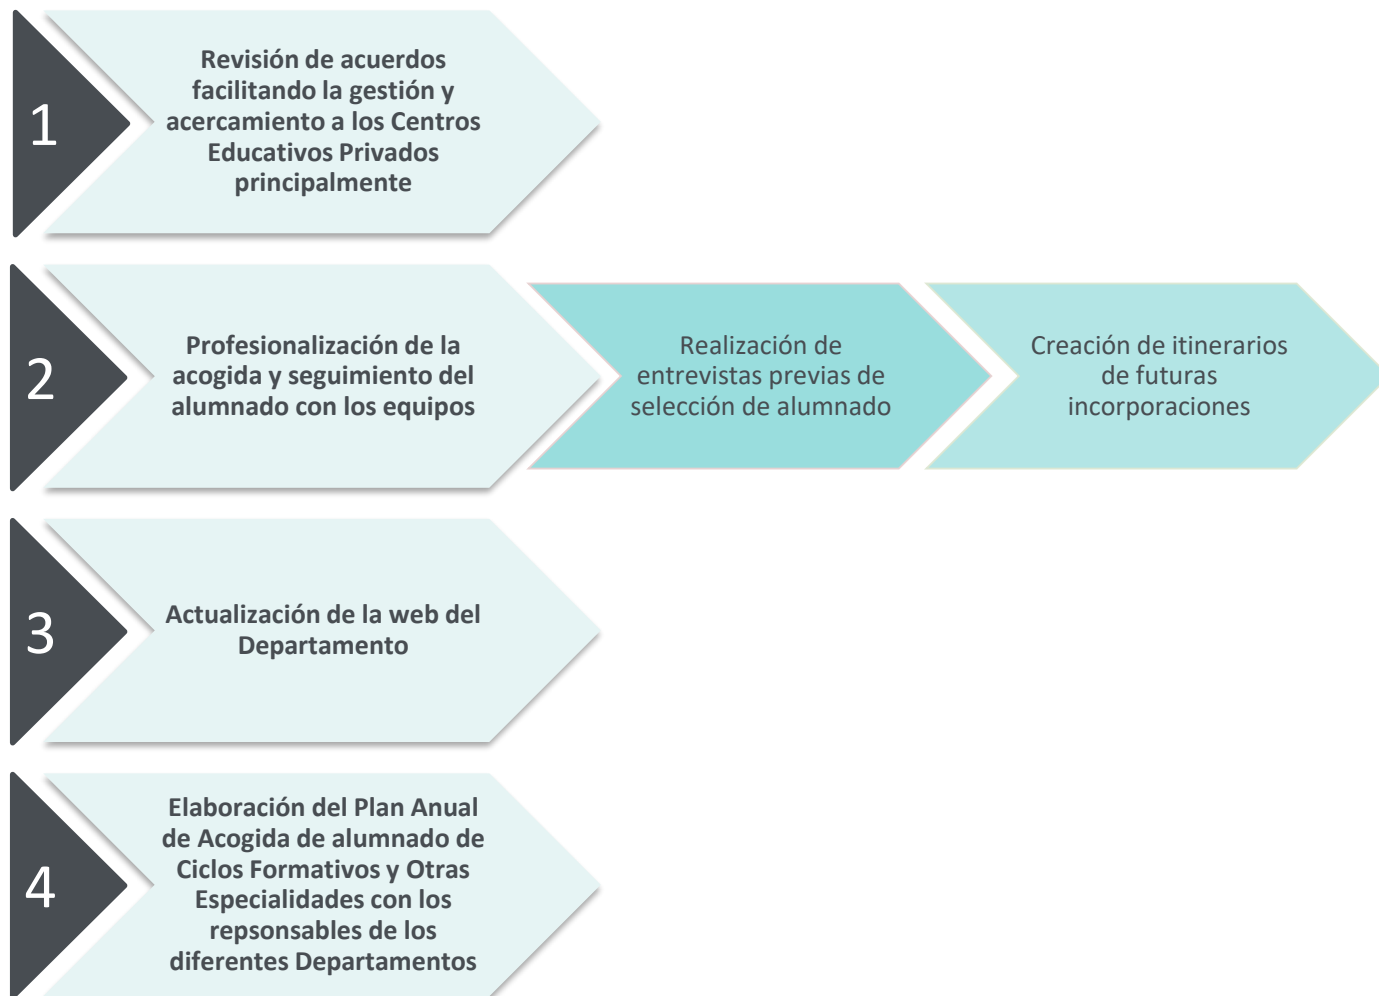 1
Revisión de acuerdos
facilitando la gestión y
acercamiento a los Centros
Educativos Privados
principalmente
2
Profesionalización de la
acogida y seguimiento del
alumnado con los equipos
Realización de
entrevistas previas de
selección de alumnado
Creación de itinerarios
de futuras
incorporaciones
3
Actualización de la web del
Departamento
4
Elaboración del Plan Anual
de Acogida de alumnado de
Ciclos Formativos y Otras
Especialidades con los
repsonsables de los
diferentes Departamentos